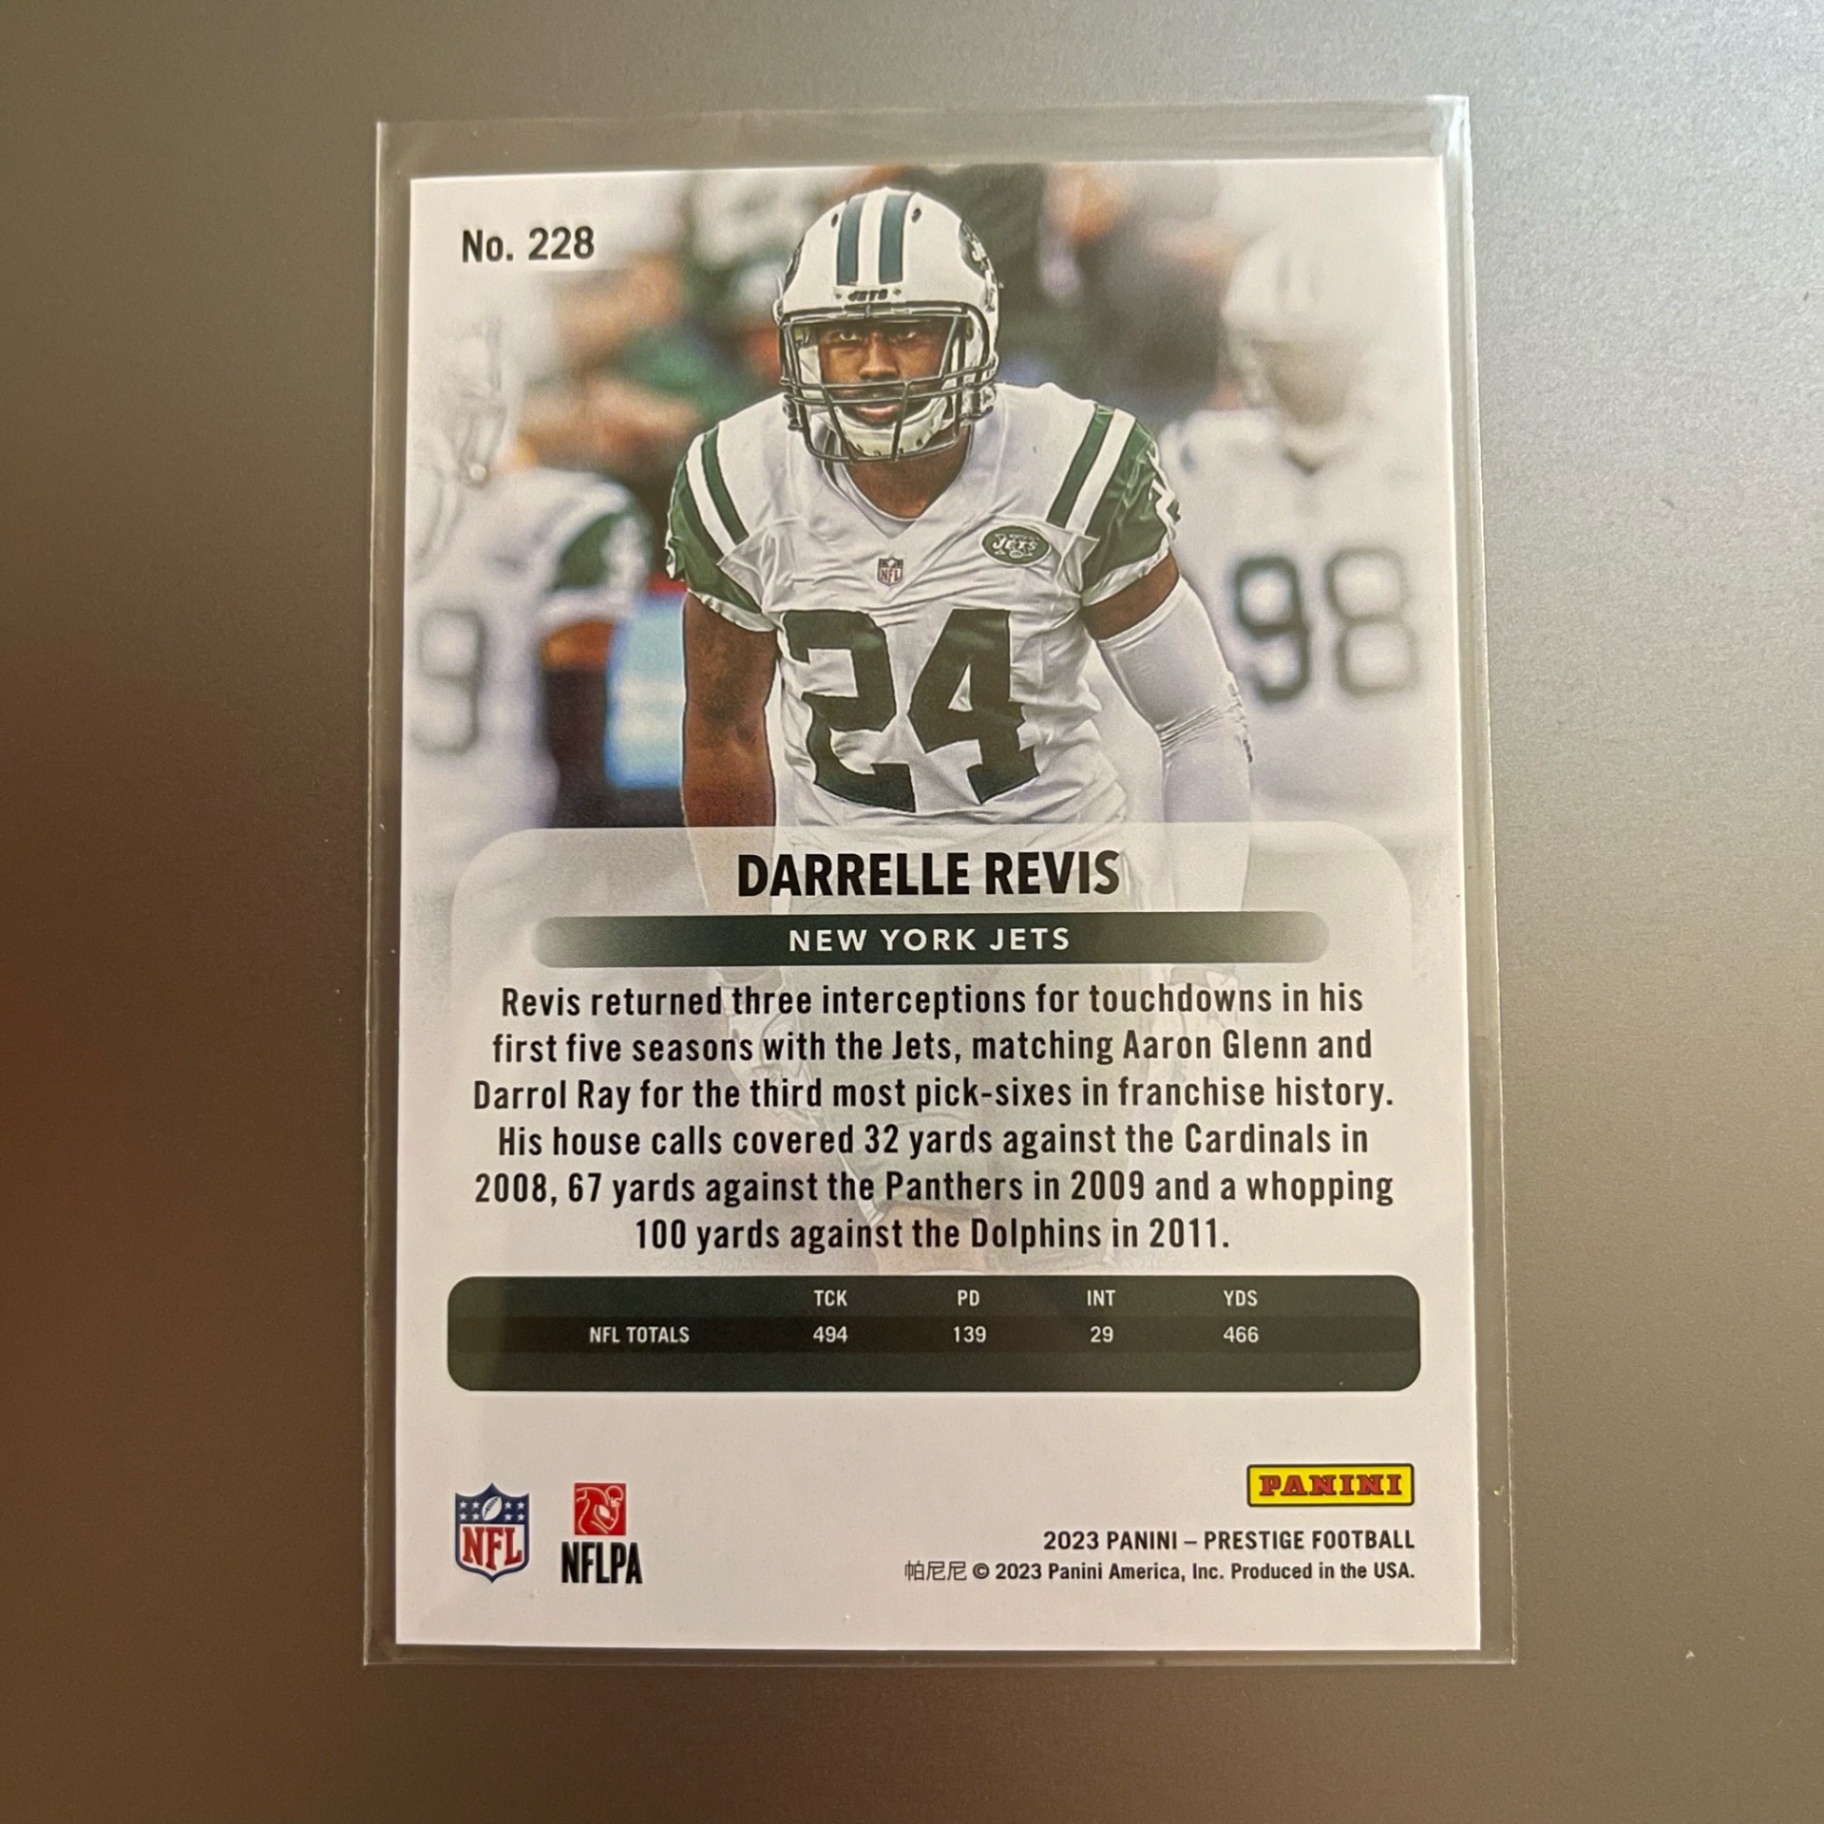 No. 228
JETS
JETS
NFL
24
9
98
DARRELLE REVIS
NEW YORK JETS
Revis returned three interceptions for touchdowns in his
first five seasons with the Jets, matching Aaron Glenn and
Darrol Ray for the third most pick-sixes in franchise history.
His house calls covered 32 yards against the Cardinals in
2008, 67 yards against the Panthers in 2009 and a whopping
100 yards against the Dolphins in 2011.
TCK PD INT YDS
NFL TOTALS 494 139 29 466
PANINI
NFL
NFLPA
2023 PANINI – PRESTIGE FOOTBALL
帕尼尼 © 2023 Panini America, Inc. Produced in the USA.